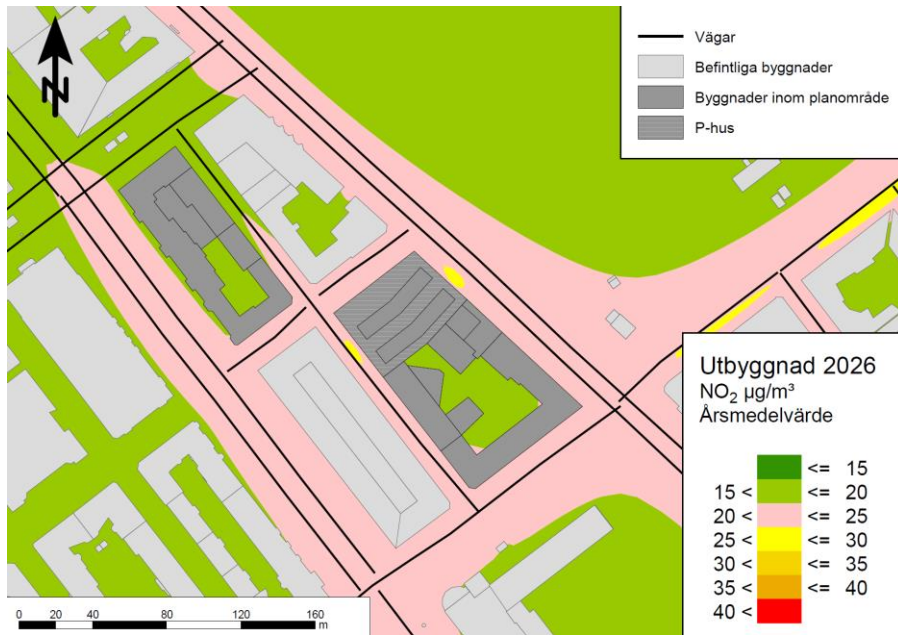 N
Vägar
Befintliga byggnader
Byggnader inom planområde
P-hus
Utbyggnad 2026
NO₂ µg/m³
Årsmedelvärde
<= 15
15 < <= 20
20 < <= 25
25 < <= 30
30 < <= 35
35 < <= 40
40 <
0 20 40 80 120 160
m